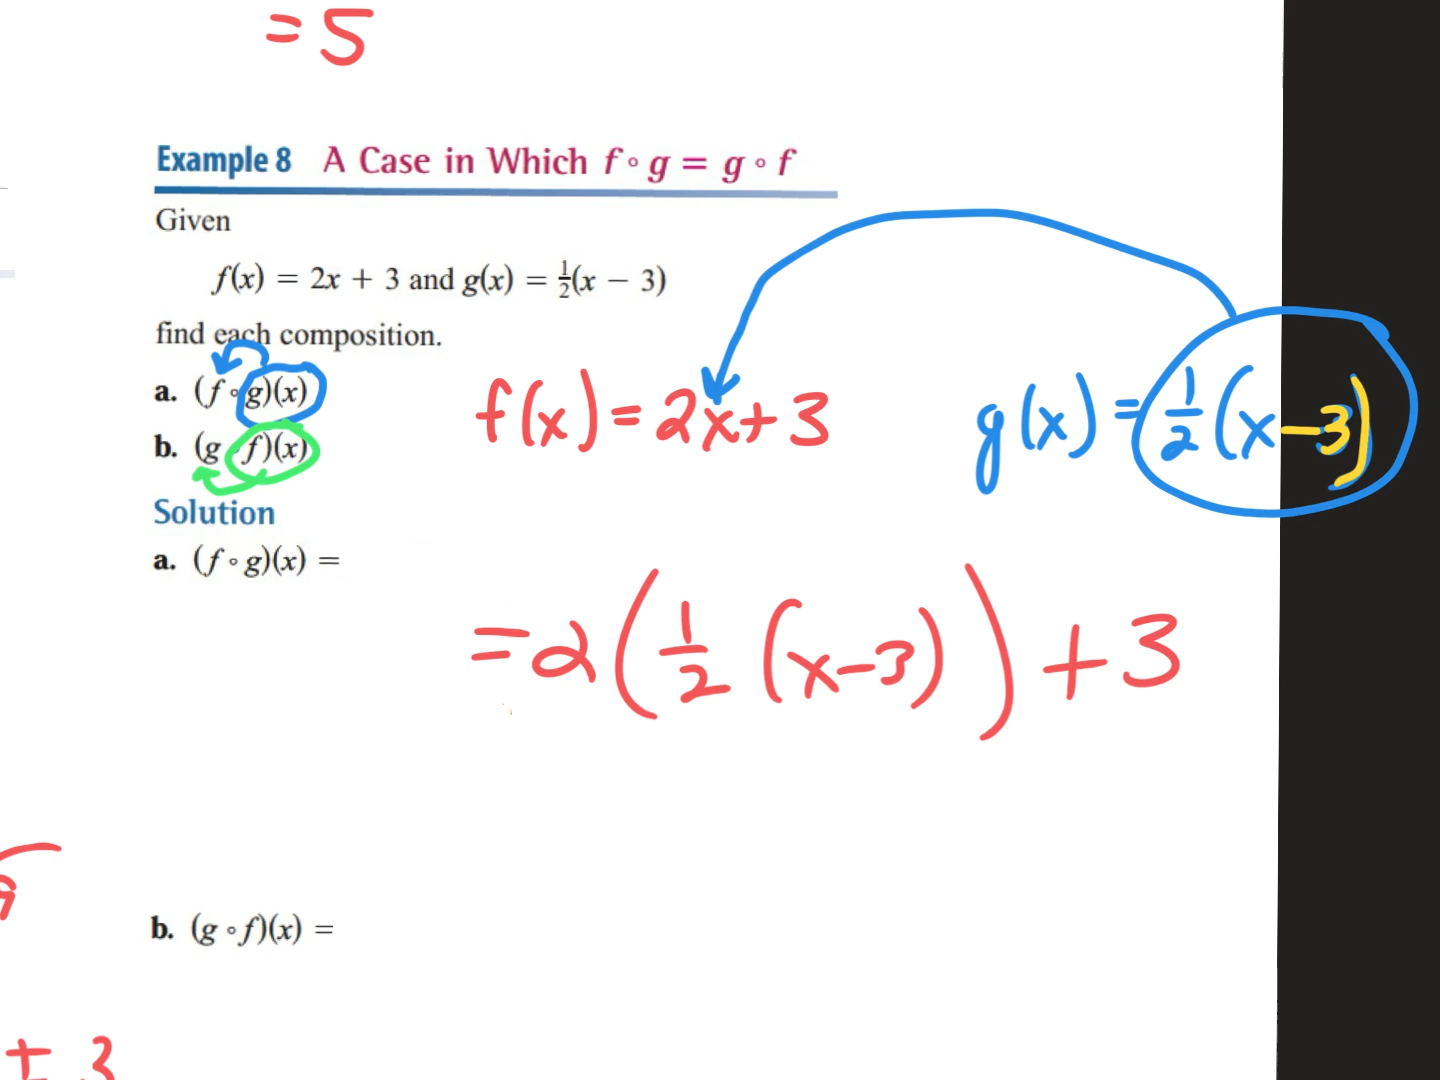 = 5
Example 8 A Case in Which f ∘ g = g ∘ f
Given
f(x) = 2x + 3 and g(x) = ½(x − 3)
find each composition.
a. (f ∘ g)(x)
b. (g ∘ f)(x)
f(x) = 2x+3
g(x) = ½(x−3)
Solution
a. (f ∘ g)(x) =
= 2(½(x−3))+3
b. (g ∘ f)(x) =
± 3